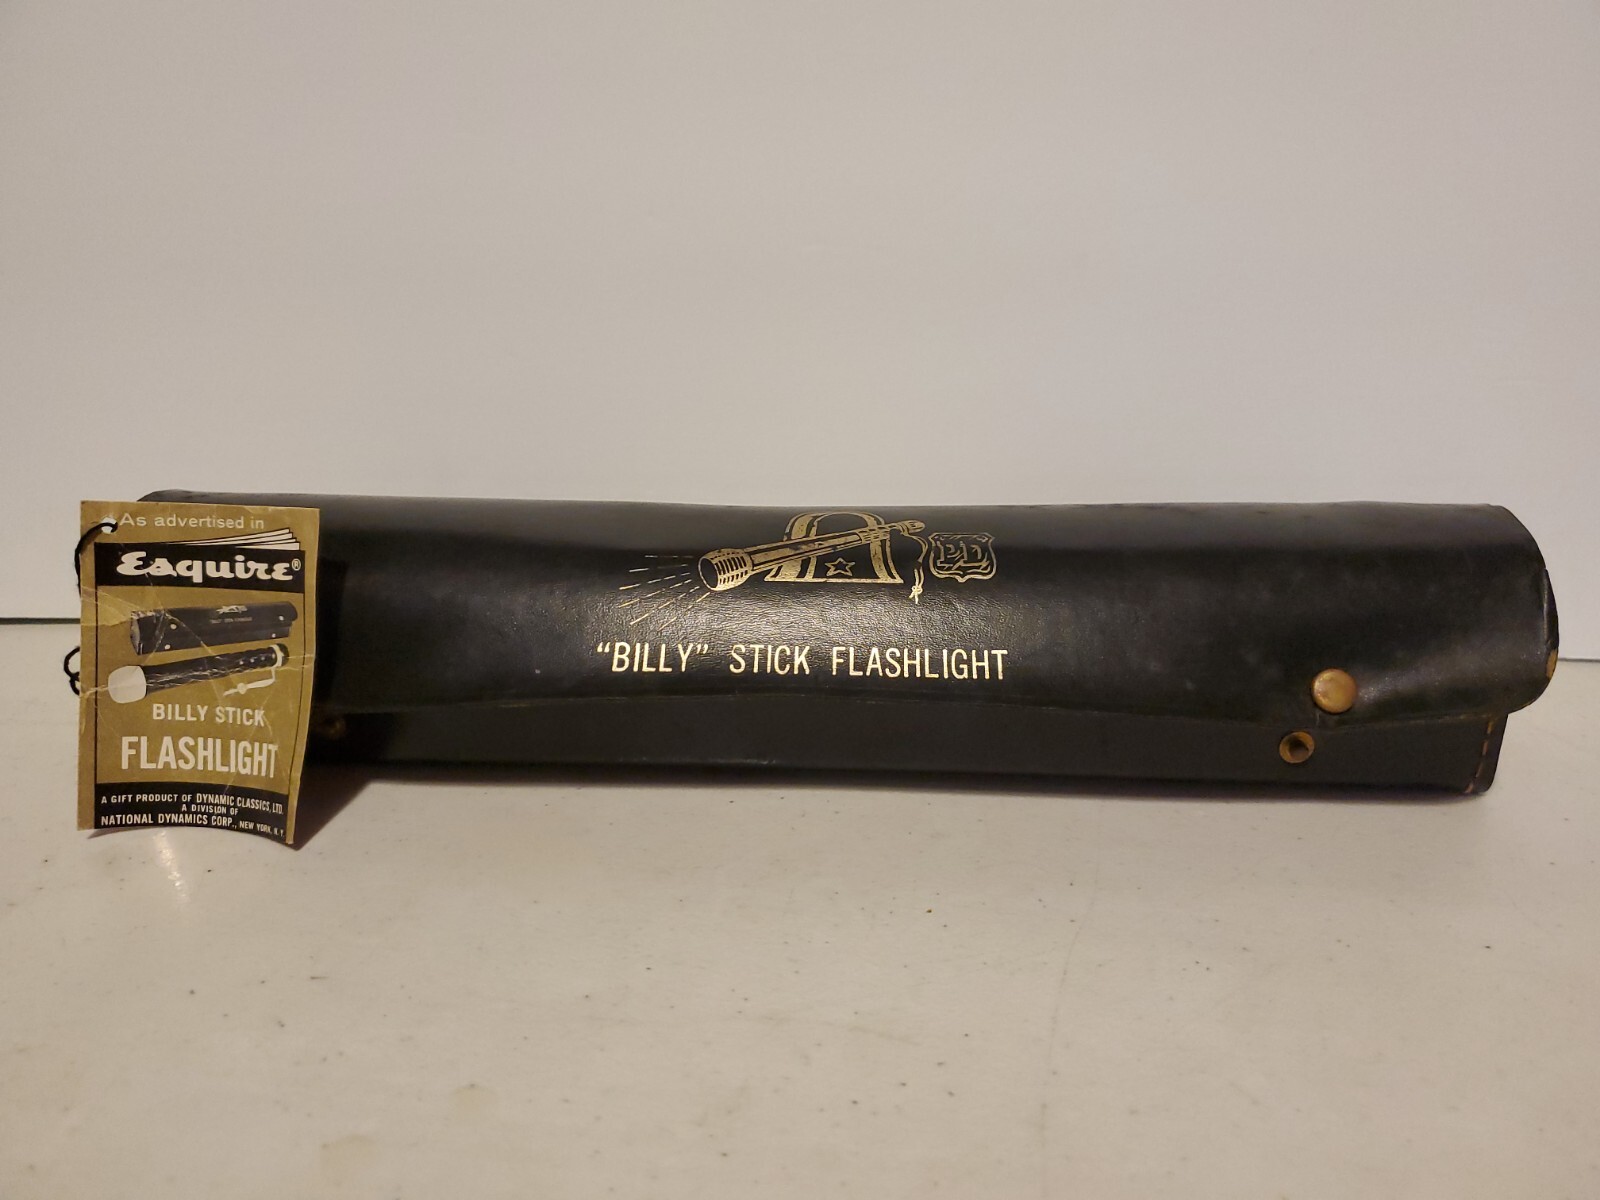 As advertised in
Esquire®
BILLY STICK
FLASHLIGHT
A GIFT PRODUCT OF DYNAMIC CLASSICS, LTD.
A DIVISION OF
NATIONAL DYNAMICS CORP., NEW YORK, N.Y.
P.D.
"BILLY" STICK FLASHLIGHT